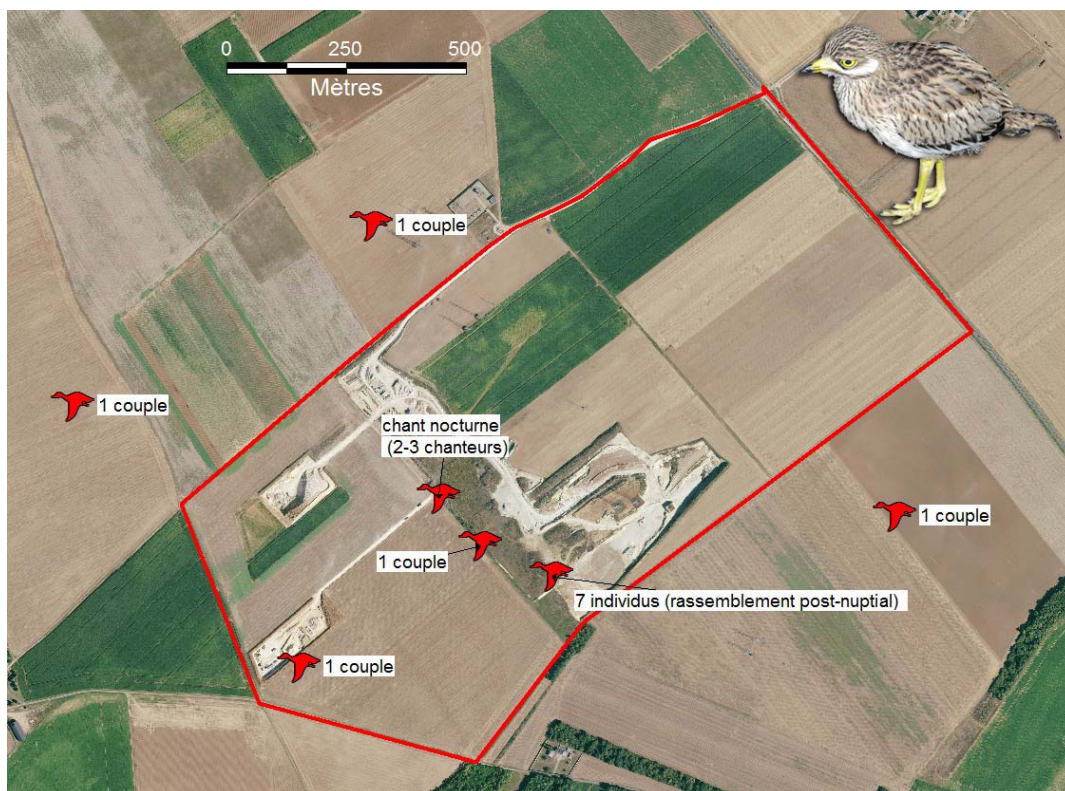 0 250 500
Mètres
1 couple
1 couple
chant nocturne
(2-3 chanteurs)
1 couple
1 couple
7 individus (rassemblement post-nuptial)
1 couple